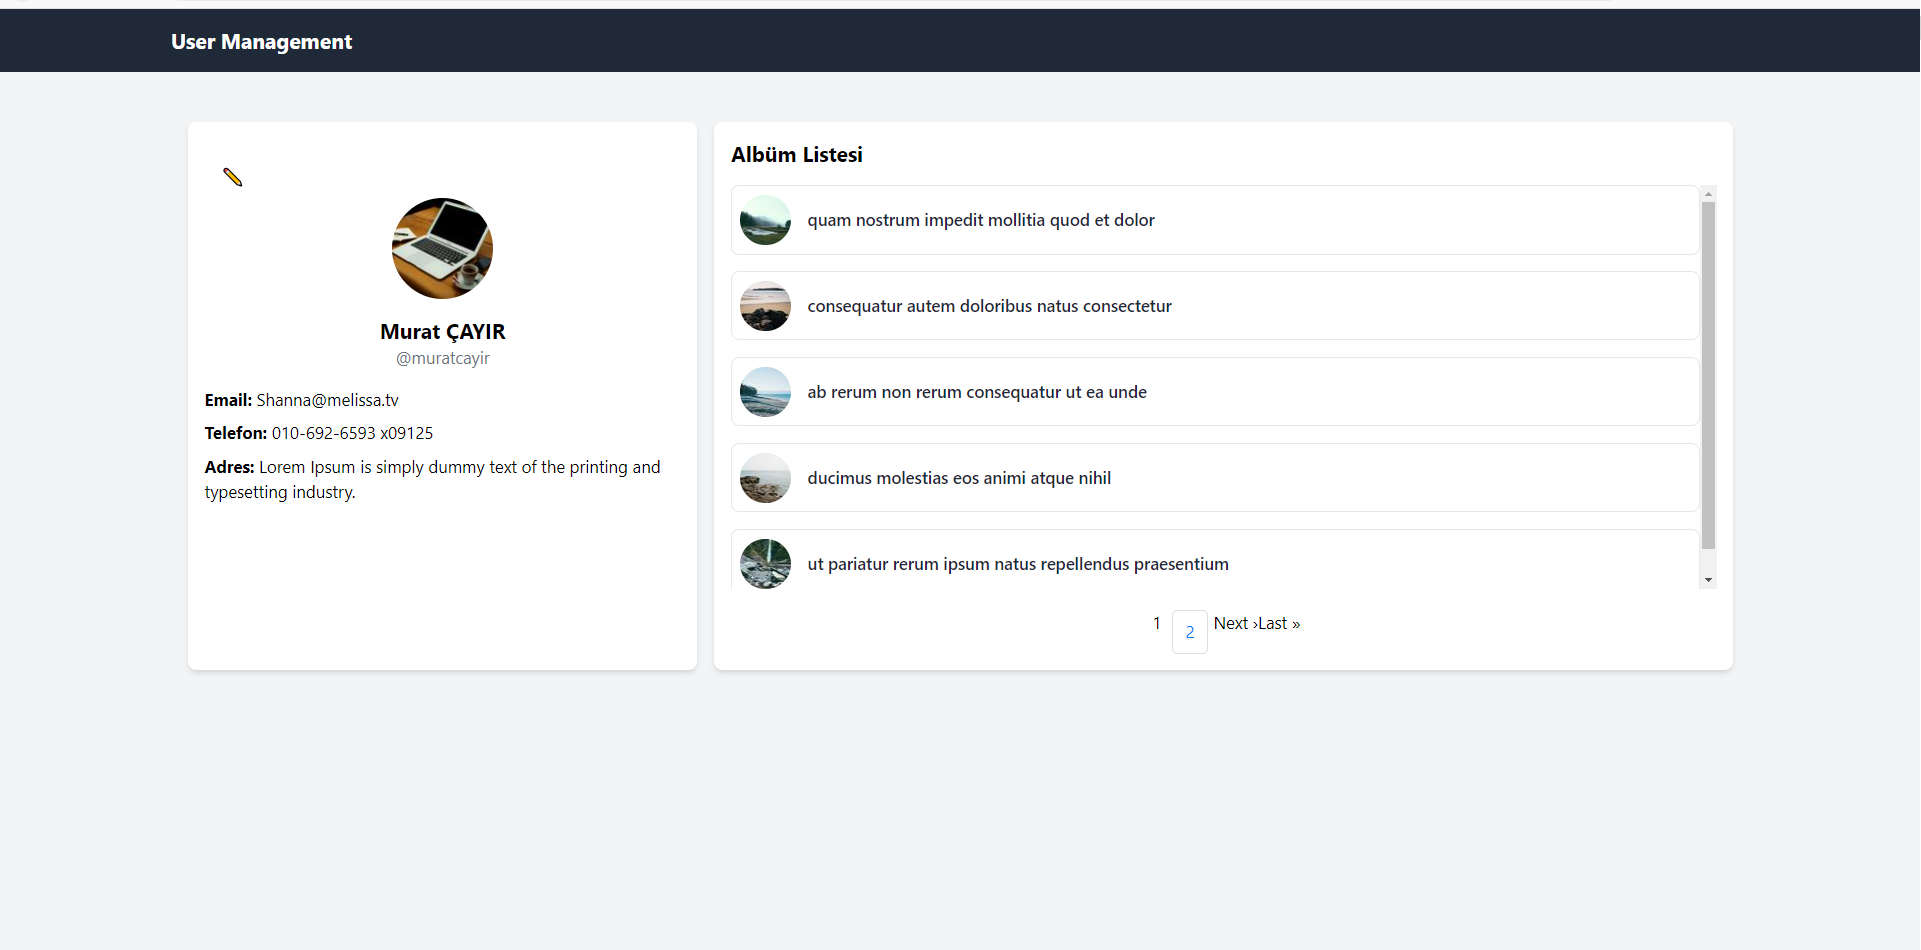 User Management
Murat ÇAYIR
@muratcayir
Email: Shanna@melissa.tv
Telefon: 010-692-6593 x09125
Adres: Lorem Ipsum is simply dummy text of the printing and
typesetting industry.
Albüm Listesi
quam nostrum impedit mollitia quod et dolor
consequatur autem doloribus natus consectetur
ab rerum non rerum consequatur ut ea unde
ducimus molestias eos animi atque nihil
ut pariatur rerum ipsum natus repellendus praesentium
1 2 Next ›Last »